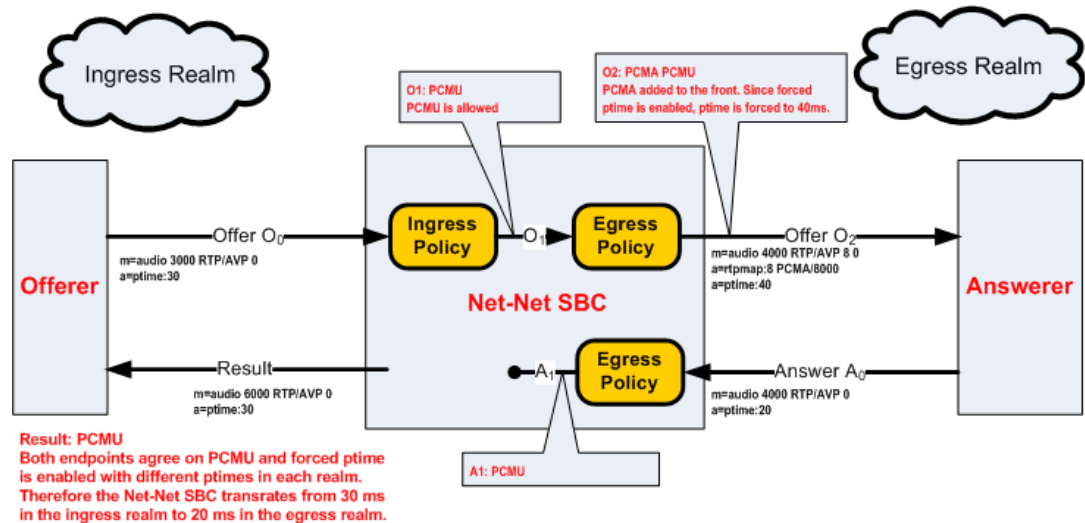 Ingress Realm
Egress Realm
O1: PCMU
PCMU is allowed
O2: PCMA PCMU
PCMA added to the front. Since forced
ptime is enabled, ptime is forced to 40ms.
Offerer
Offer O0
m=audio 3000 RTP/AVP 0
a=ptime:30
Ingress
Policy
O1
Egress
Policy
Offer O2
m=audio 4000 RTP/AVP 8 0
a=rtpmap:8 PCMA/8000
a=ptime:40
Answerer
Net-Net SBC
Result
m=audio 6000 RTP/AVP 0
a=ptime:30
A1
Egress
Policy
Answer A0
m=audio 4000 RTP/AVP 0
a=ptime:20
A1: PCMU
Result: PCMU
Both endpoints agree on PCMU and forced ptime
is enabled with different ptimes in each realm.
Therefore the Net-Net SBC transrates from 30 ms
in the ingress realm to 20 ms in the egress realm.